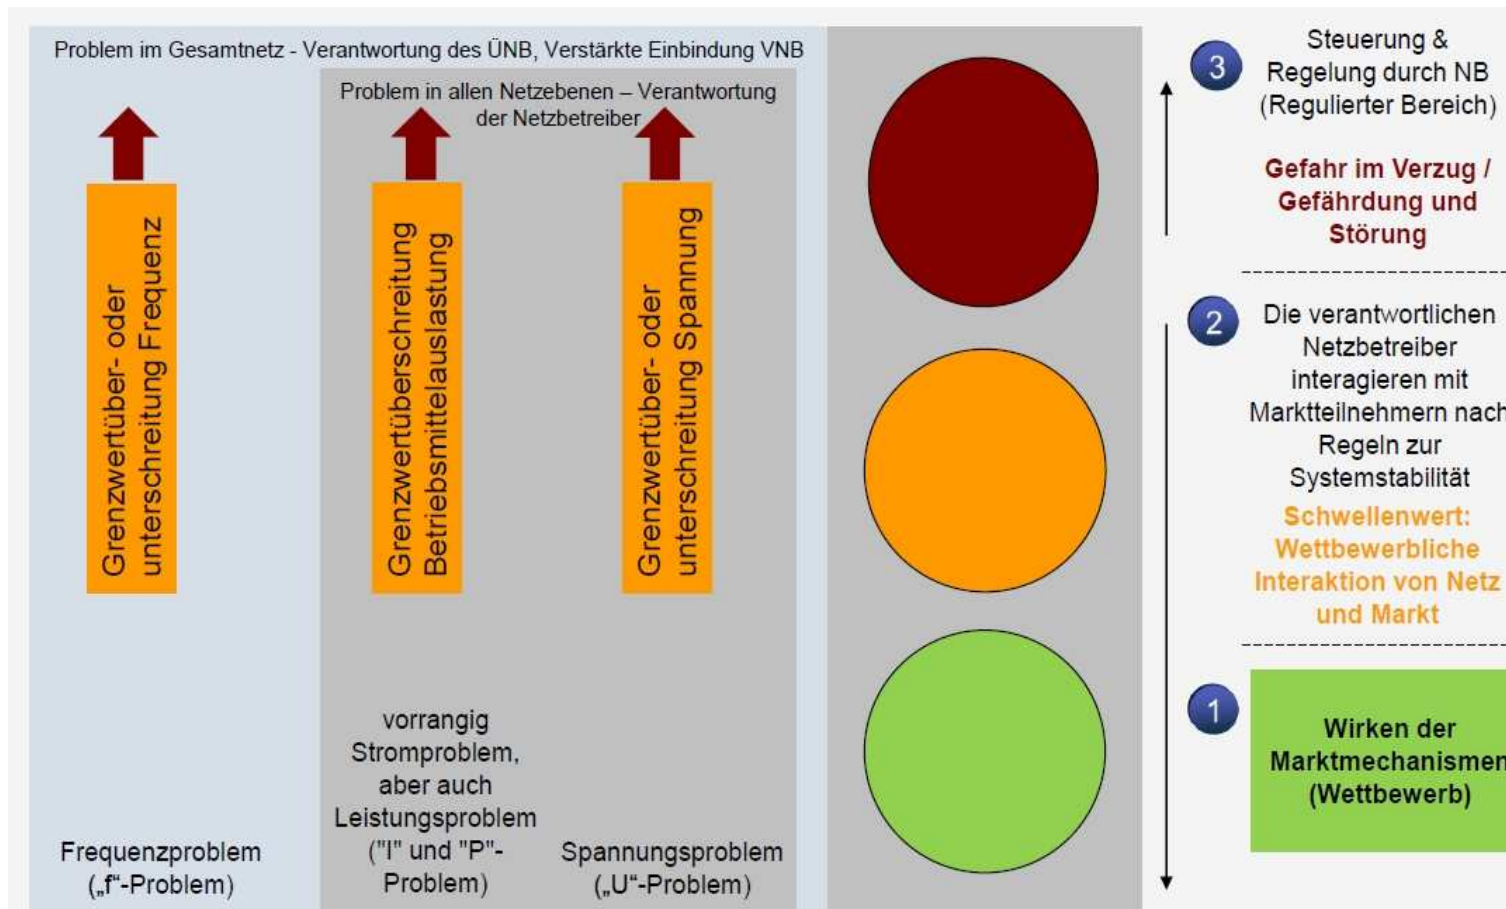 Problem im Gesamtnetz - Verantwortung des ÜNB, Verstärkte Einbindung VNB
Problem in allen Netzebenen – Verantwortung
der Netzbetreiber
Grenzwertüber- oder
unterschreitung Frequenz
Grenzwertüberschreitung
Betriebsmittelauslastung
Grenzwertüber- oder
unterschreitung Spannung
Frequenzproblem
(„f“-Problem)
vorrangig
Stromproblem,
aber auch
Leistungsproblem
("I" und "P"-
Problem)
Spannungsproblem
(„U“-Problem)
3
Steuerung &
Regelung durch NB
(Regulierter Bereich)
Gefahr im Verzug /
Gefährdung und
Störung
2
Die verantwortlichen
Netzbetreiber
interagieren mit
Marktteilnehmern nach
Regeln zur
Systemstabilität
Schwellenwert:
Wettbewerbliche
Interaktion von Netz
und Markt
1
Wirken der
Marktmechanismen
(Wettbewerb)